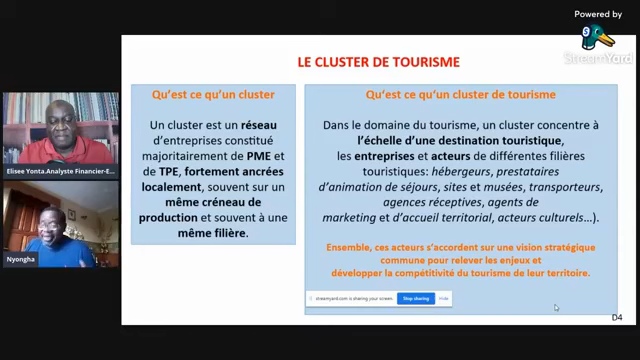 Powered by
StreamYard
LE CLUSTER DE TOURISME
Qu'est ce qu'un cluster
Un cluster est un réseau
d'entreprises constitué
majoritairement de PME et
de TPE, fortement ancrées
localement, souvent sur un
même créneau de
production et souvent à une
même filière.
Qu'est ce qu'un cluster de tourisme
Dans le domaine du tourisme, un cluster concentre à
l'échelle d'une destination touristique,
les entreprises et acteurs de différentes filières
touristiques: hébergeurs, prestataires
d'animation de séjours, sites et musées, transporteurs,
agences réceptives, agents de
marketing et d'accueil territorial, acteurs culturels…).
Ensemble, ces acteurs s'accordent sur une vision stratégique
commune pour relever les enjeux et
développer la compétitivité du tourisme de leur territoire.
streamyard.com is sharing your screen.
Stop sharing
Hide
D4
Elisee Yonta.Analyste Financier-E...
Nyongha